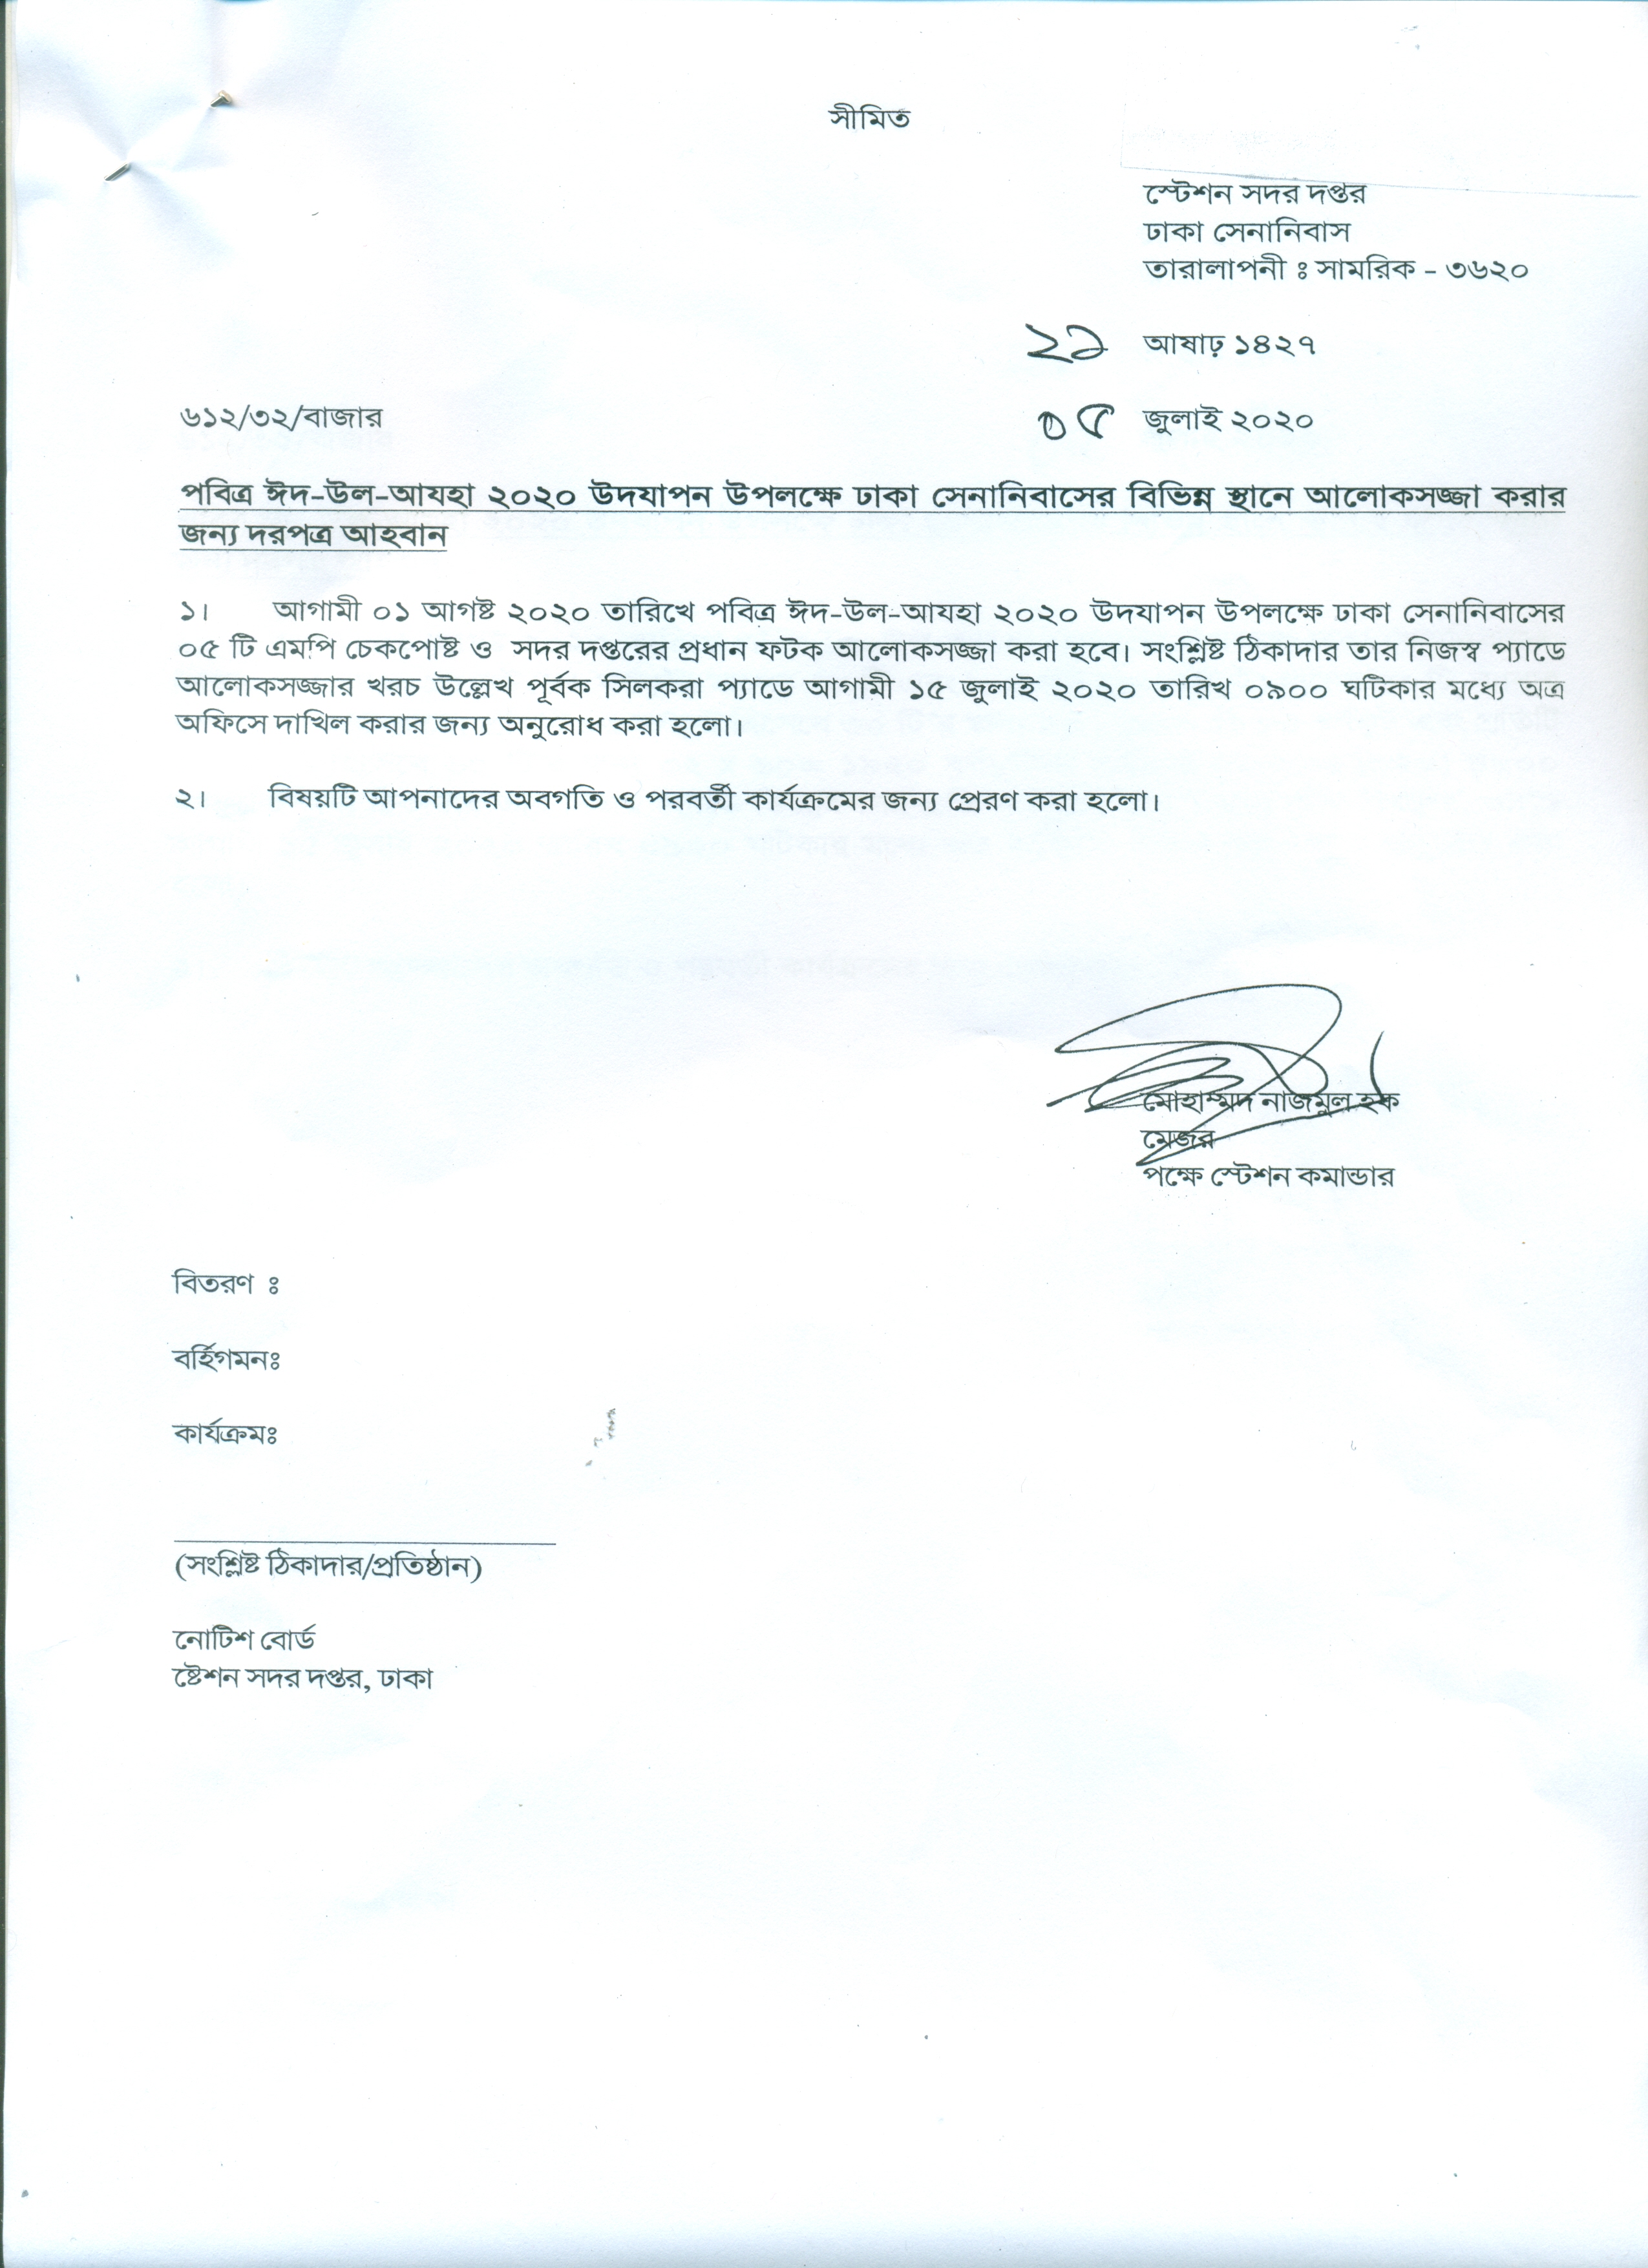 সীমিত
স্টেশন সদর দপ্তর
ঢাকা সেনানিবাস
তারালাপনী ঃ সামরিক - ৩৬২০
২১ আষাঢ় ১৪২৭
৬১২/৩২/বাজার
০৫ জুলাই ২০২০
পবিত্র ঈদ-উল-আযহা ২০২০ উদযাপন উপলক্ষে ঢাকা সেনানিবাসের বিভিন্ন স্থানে আলোকসজ্জা করার
জন্য দরপত্র আহবান
১। আগামী ০১ আগষ্ট ২০২০ তারিখে পবিত্র ঈদ-উল-আযহা ২০২০ উদযাপন উপলক্ষে ঢাকা সেনানিবাসের
০৫ টি এমপি চেকপোষ্ট ও সদর দপ্তরের প্রধান ফটক আলোকসজ্জা করা হবে। সংশ্লিষ্ট ঠিকাদার তার নিজস্ব প্যাডে
আলোকসজ্জার খরচ উল্লেখ পূর্বক সিলকরা প্যাডে আগামী ১৫ জুলাই ২০২০ তারিখ ০৯০০ ঘটিকার মধ্যে অত্র
অফিসে দাখিল করার জন্য অনুরোধ করা হলো।
২। বিষয়টি আপনাদের অবগতি ও পরবর্তী কার্যক্রমের জন্য প্রেরণ করা হলো।
মোহাম্মদ নাজমুল হক
মেজর
পক্ষে স্টেশন কমান্ডার
বিতরণ ঃ
বর্হিগমনঃ
কার্যক্রমঃ
(সংশ্লিষ্ট ঠিকাদার/প্রতিষ্ঠান)
নোটিশ বোর্ড
ষ্টেশন সদর দপ্তর, ঢাকা